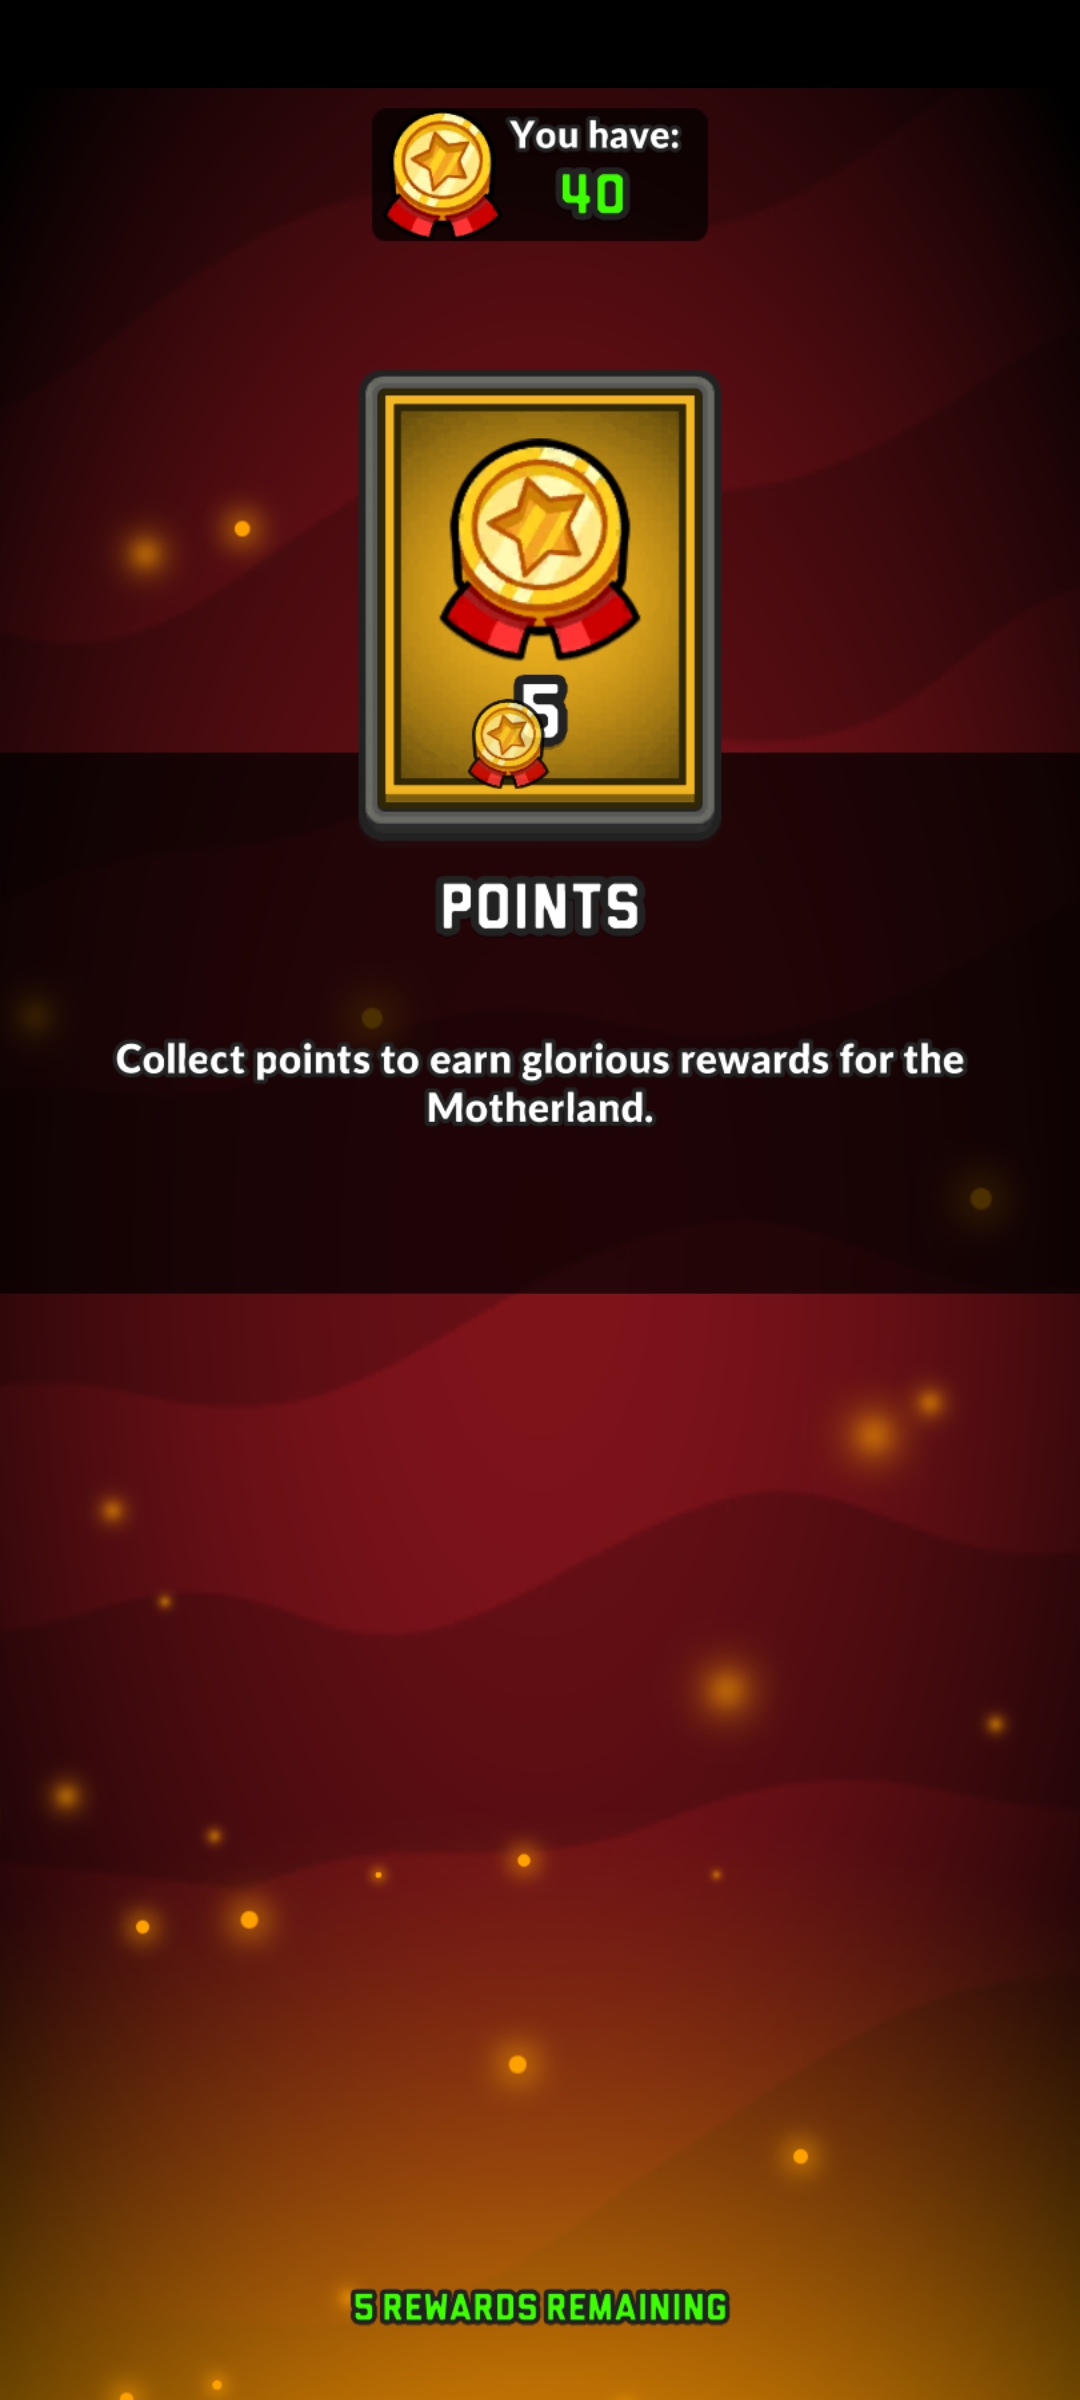 You have:
40
5
POINTS
Collect points to earn glorious rewards for the
Motherland.
5 REWARDS REMAINING